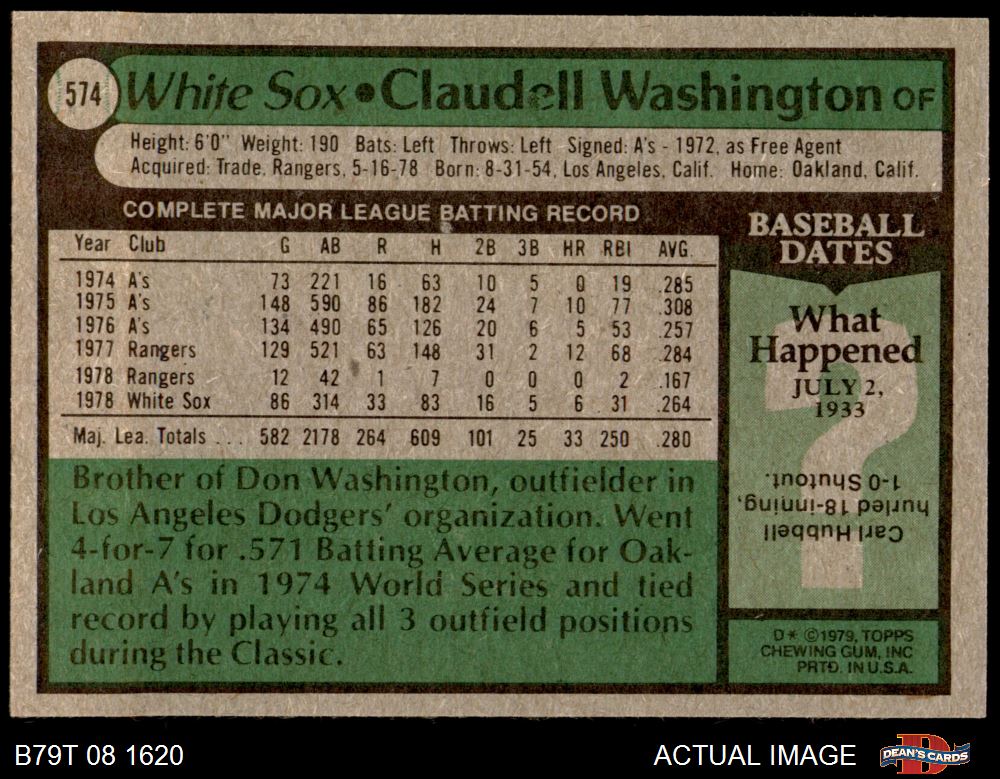 574 White Sox • Claudell Washington OF
Height: 6'0" Weight: 190 Bats: Left Throws: Left Signed: A's - 1972, as Free Agent
Acquired: Trade, Rangers, 5-16-78 Born: 8-31-54, Los Angeles, Calif. Home: Oakland, Calif.
COMPLETE MAJOR LEAGUE BATTING RECORD
Year Club G AB R H 2B 3B HR RBI AVG.
1974 A's 73 221 16 63 10 5 0 19 .285
1975 A's 148 590 86 182 24 7 10 77 .308
1976 A's 134 490 65 126 20 6 5 53 .257
1977 Rangers 129 521 63 148 31 2 12 68 .284
1978 Rangers 12 42 1 7 0 0 0 2 .167
1978 White Sox 86 314 33 83 16 5 6 31 .264
Maj. Lea. Totals ... 582 2178 264 609 101 25 33 250 .280
Brother of Don Washington, outfielder in
Los Angeles Dodgers' organization. Went
4-for-7 for .571 Batting Average for Oak-
land A's in 1974 World Series and tied
record by playing all 3 outfield positions
during the Classic.
BASEBALL
DATES
What
Happened
JULY 2,
1933
?
Carl Hubbell
hurled 18-inning,
1-0 Shutout.
D* ©1979, TOPPS
CHEWING GUM, INC
PRTD. IN U.S.A.
B79T 08 1620
ACTUAL IMAGE
D
DEAN'S CARDS